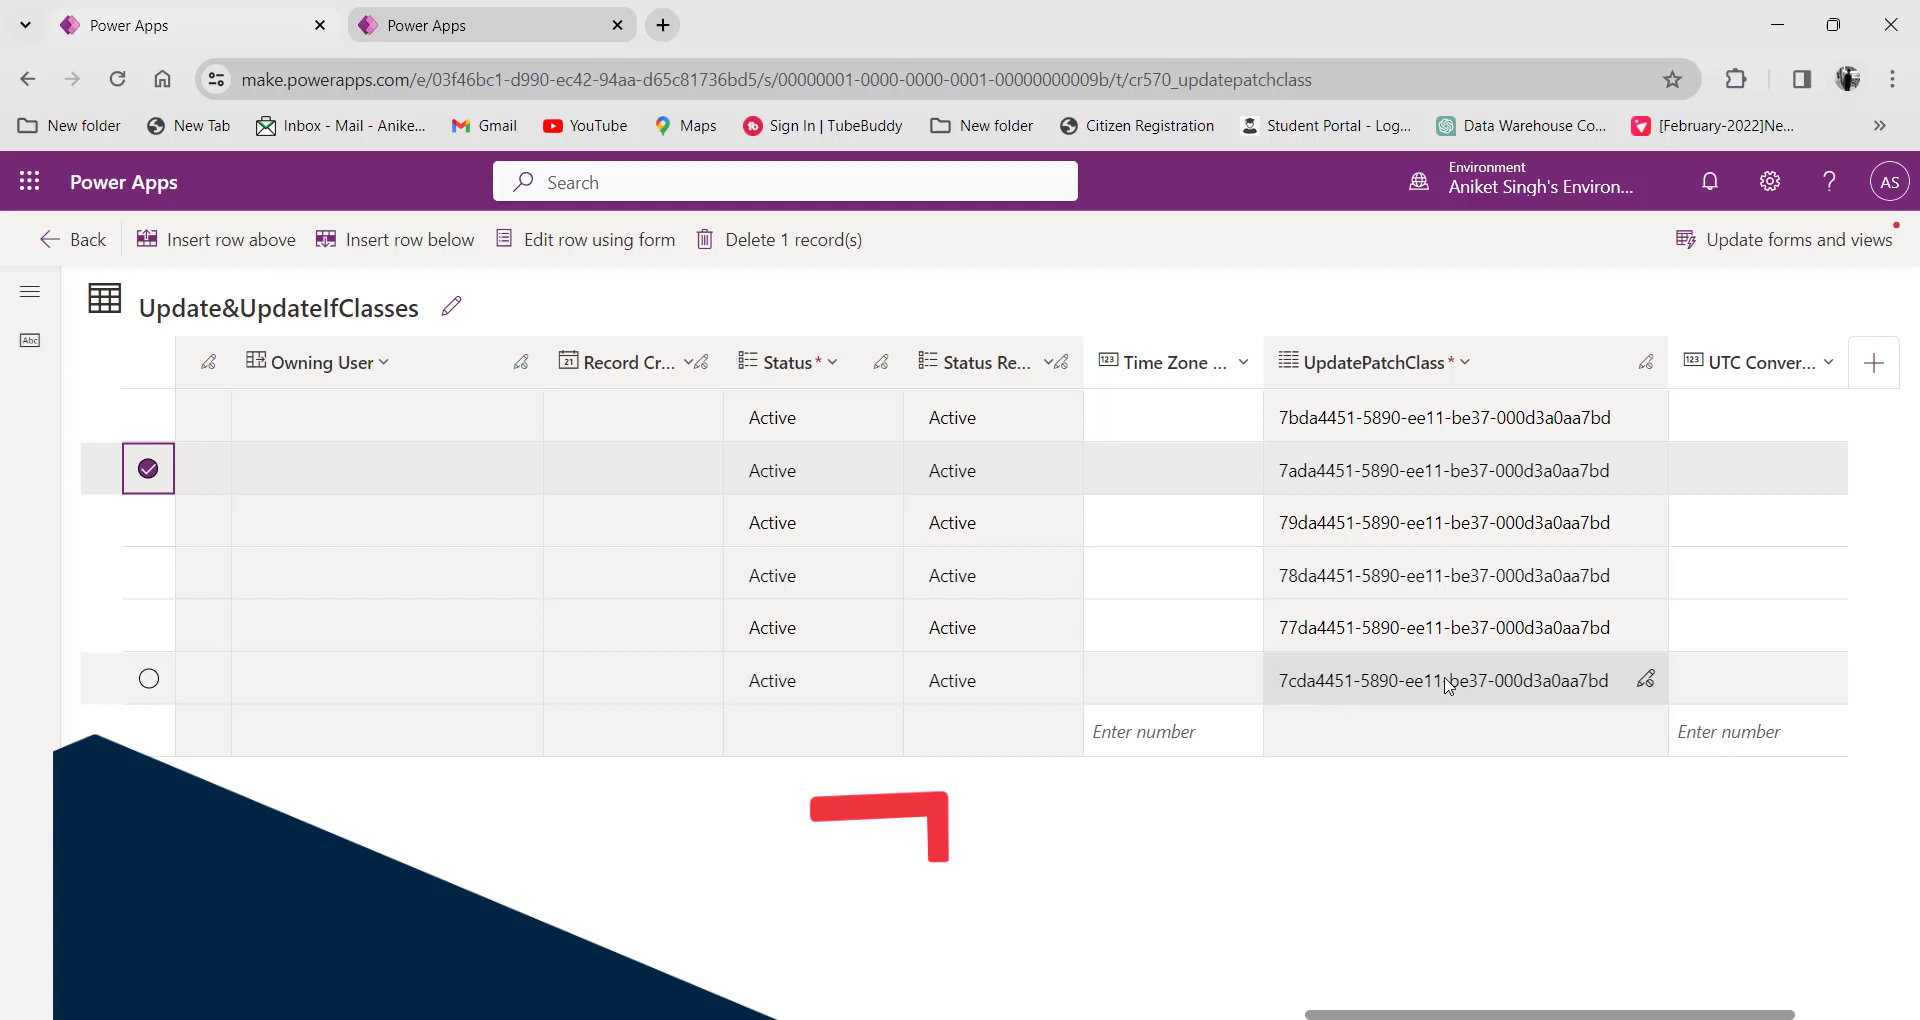 Power Apps
Power Apps
make.powerapps.com/e/03f46bc1-d990-ec42-94aa-d65c81736bd5/s/00000001-0000-0000-0001-00000000009b/t/cr570_updatepatchclass
New folder
New Tab
Inbox - Mail - Anike...
Gmail
YouTube
Maps
Sign In | TubeBuddy
New folder
Citizen Registration
Student Portal - Log...
Data Warehouse Co...
[February-2022]Ne...
Power Apps
Search
Environment
Aniket Singh's Environ...
AS
Back
Insert row above
Insert row below
Edit row using form
Delete 1 record(s)
Update forms and views
Abc
Update&UpdateIfClasses
Owning User
21
Record Cr...
Status *
Status Re...
123
Time Zone ...
UpdatePatchClass *
123
UTC Conver...
Active Active 7bda4451-5890-ee11-be37-000d3a0aa7bd
Active Active 7ada4451-5890-ee11-be37-000d3a0aa7bd
Active Active 79da4451-5890-ee11-be37-000d3a0aa7bd
Active Active 78da4451-5890-ee11-be37-000d3a0aa7bd
Active Active 77da4451-5890-ee11-be37-000d3a0aa7bd
Active Active 7cda4451-5890-ee11-be37-000d3a0aa7bd
Enter number Enter number